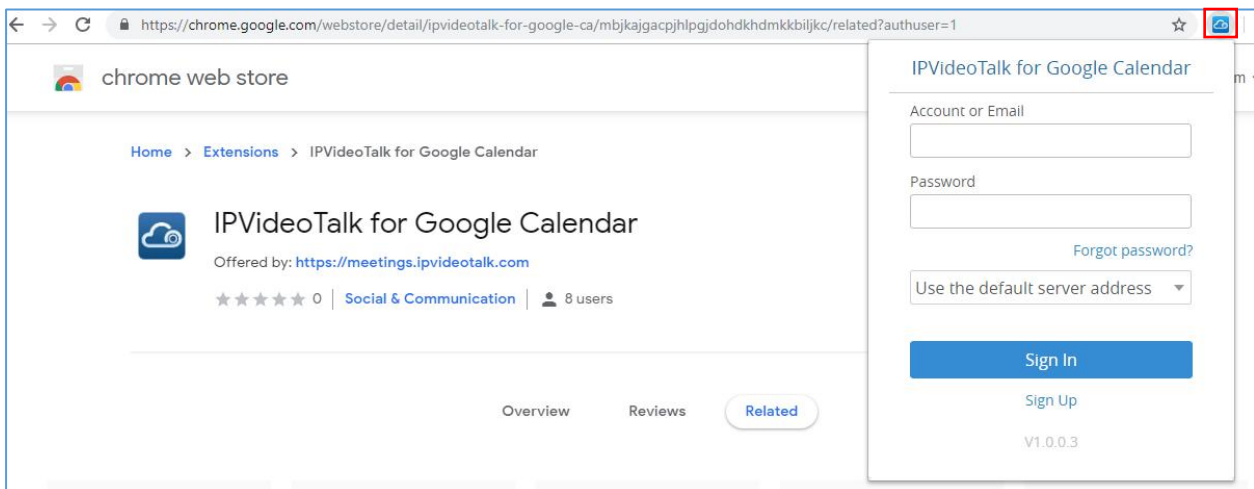 https://chrome.google.com/webstore/detail/ipvideotalk-for-google-ca/mbjkajgacpjhlpgjdohdkhdmkkbiljkc/related?authuser=1
chrome web store
m
Home > Extensions > IPVideoTalk for Google Calendar
IPVideoTalk for Google Calendar
Offered by: https://meetings.ipvideotalk.com
0 | Social & Communication | 8 users
Overview Reviews Related
IPVideoTalk for Google Calendar
Account or Email
Password
Forgot password?
Use the default server address
Sign In
Sign Up
V1.0.0.3